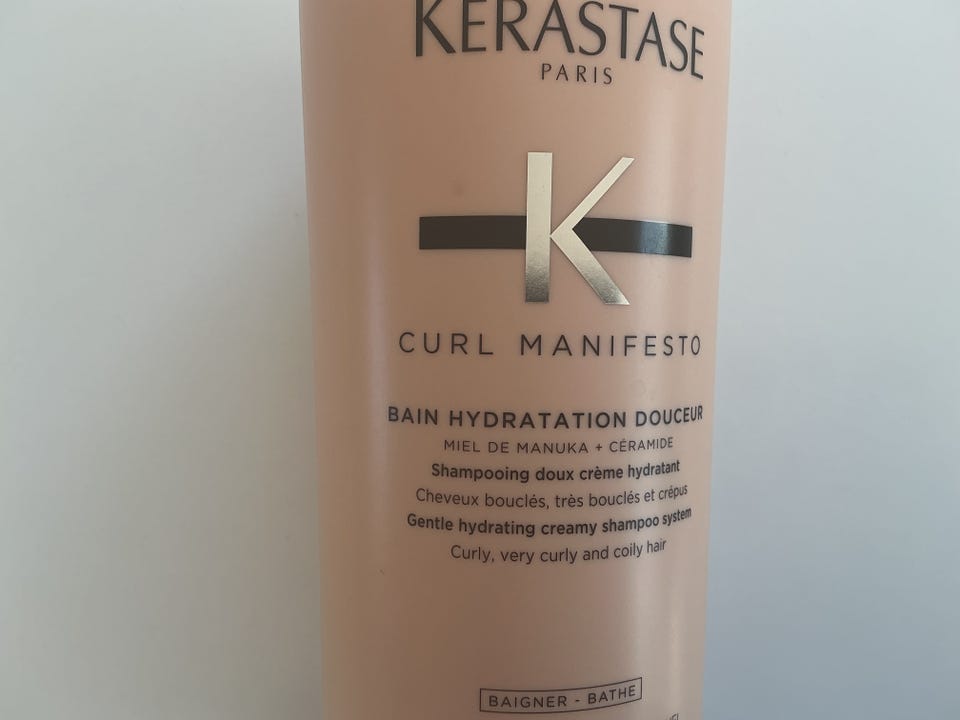 KERASTASE
PARIS
K
CURL MANIFESTO
BAIN HYDRATATION DOUCEUR
MIEL DE MANUKA + CÉRAMIDE
Shampooing doux crème hydratant
Cheveux bouclés, très bouclés et crépus
Gentle hydrating creamy shampoo system
Curly, very curly and coily hair
BAIGNER - BATHE